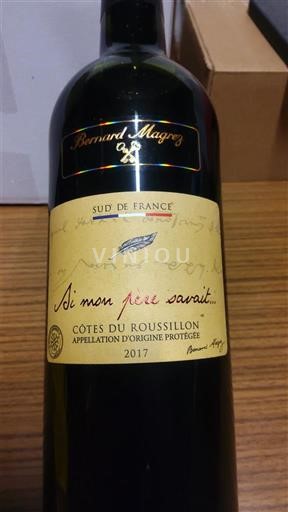 Bernard Magrez
SUD DE FRANCE
VINIOU
Si mon père savait...
CÔTES DU ROUSSILLON
APPELLATION D'ORIGINE PROTÉGÉE
2017
Bernard Magrez